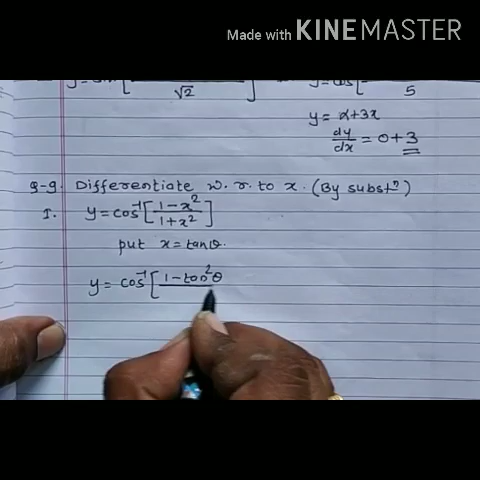 Made with KINEMASTER
√2 ] 5
y = α+3x
dy/dx = 0+3
Q-9. Differentiate w.r.to x. (By substⁿ)
I. y=cos⁻¹[1-x²/1+x²]
put x=tanθ.
y = cos⁻¹[1-tan²θ